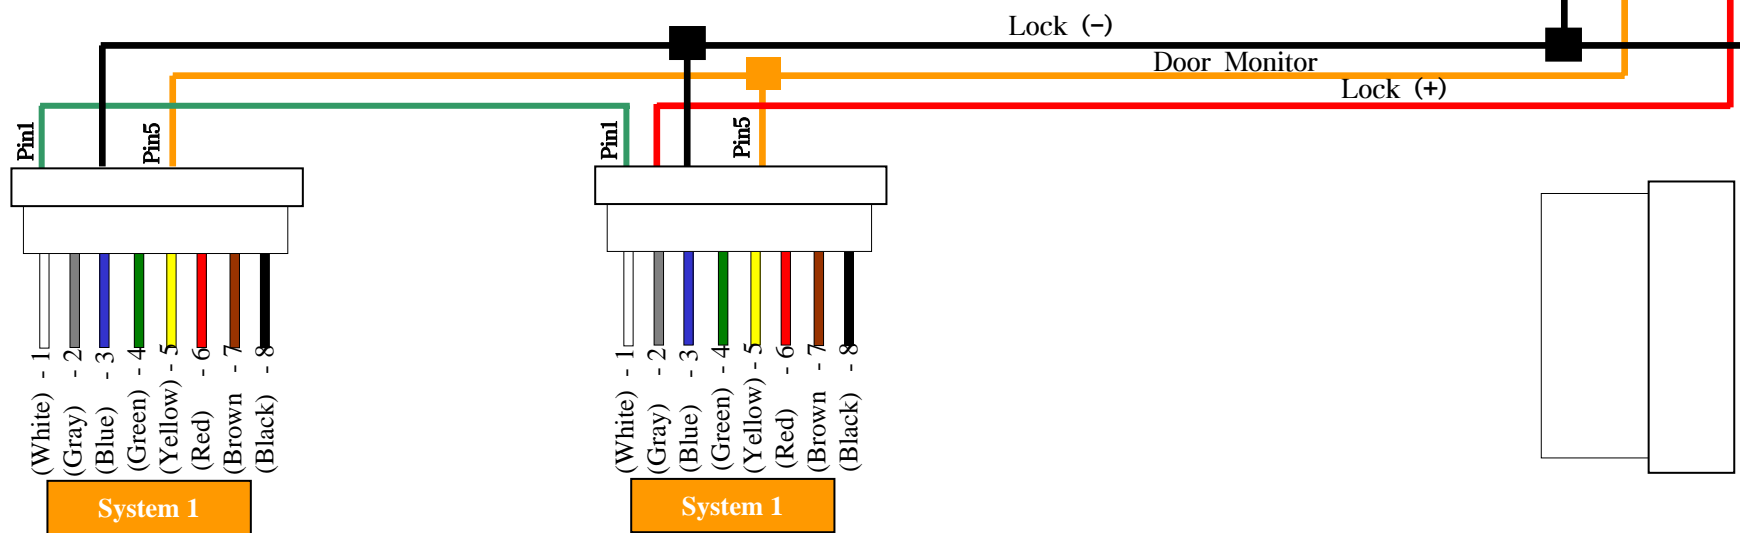 Lock (-)
Door Monitor
Lock (+)
Pin1
Pin5
Pin1
Pin5
(White) - 1
(Gray) - 2
(Blue) - 3
(Green) - 4
(Yellow) - 5
(Red) - 6
(Brown - 7
(Black) - 8
(White) - 1
(Gray) - 2
(Blue) - 3
(Green) - 4
(Yellow) - 5
(Red) - 6
(Brown - 7
(Black) - 8
System 1
System 1